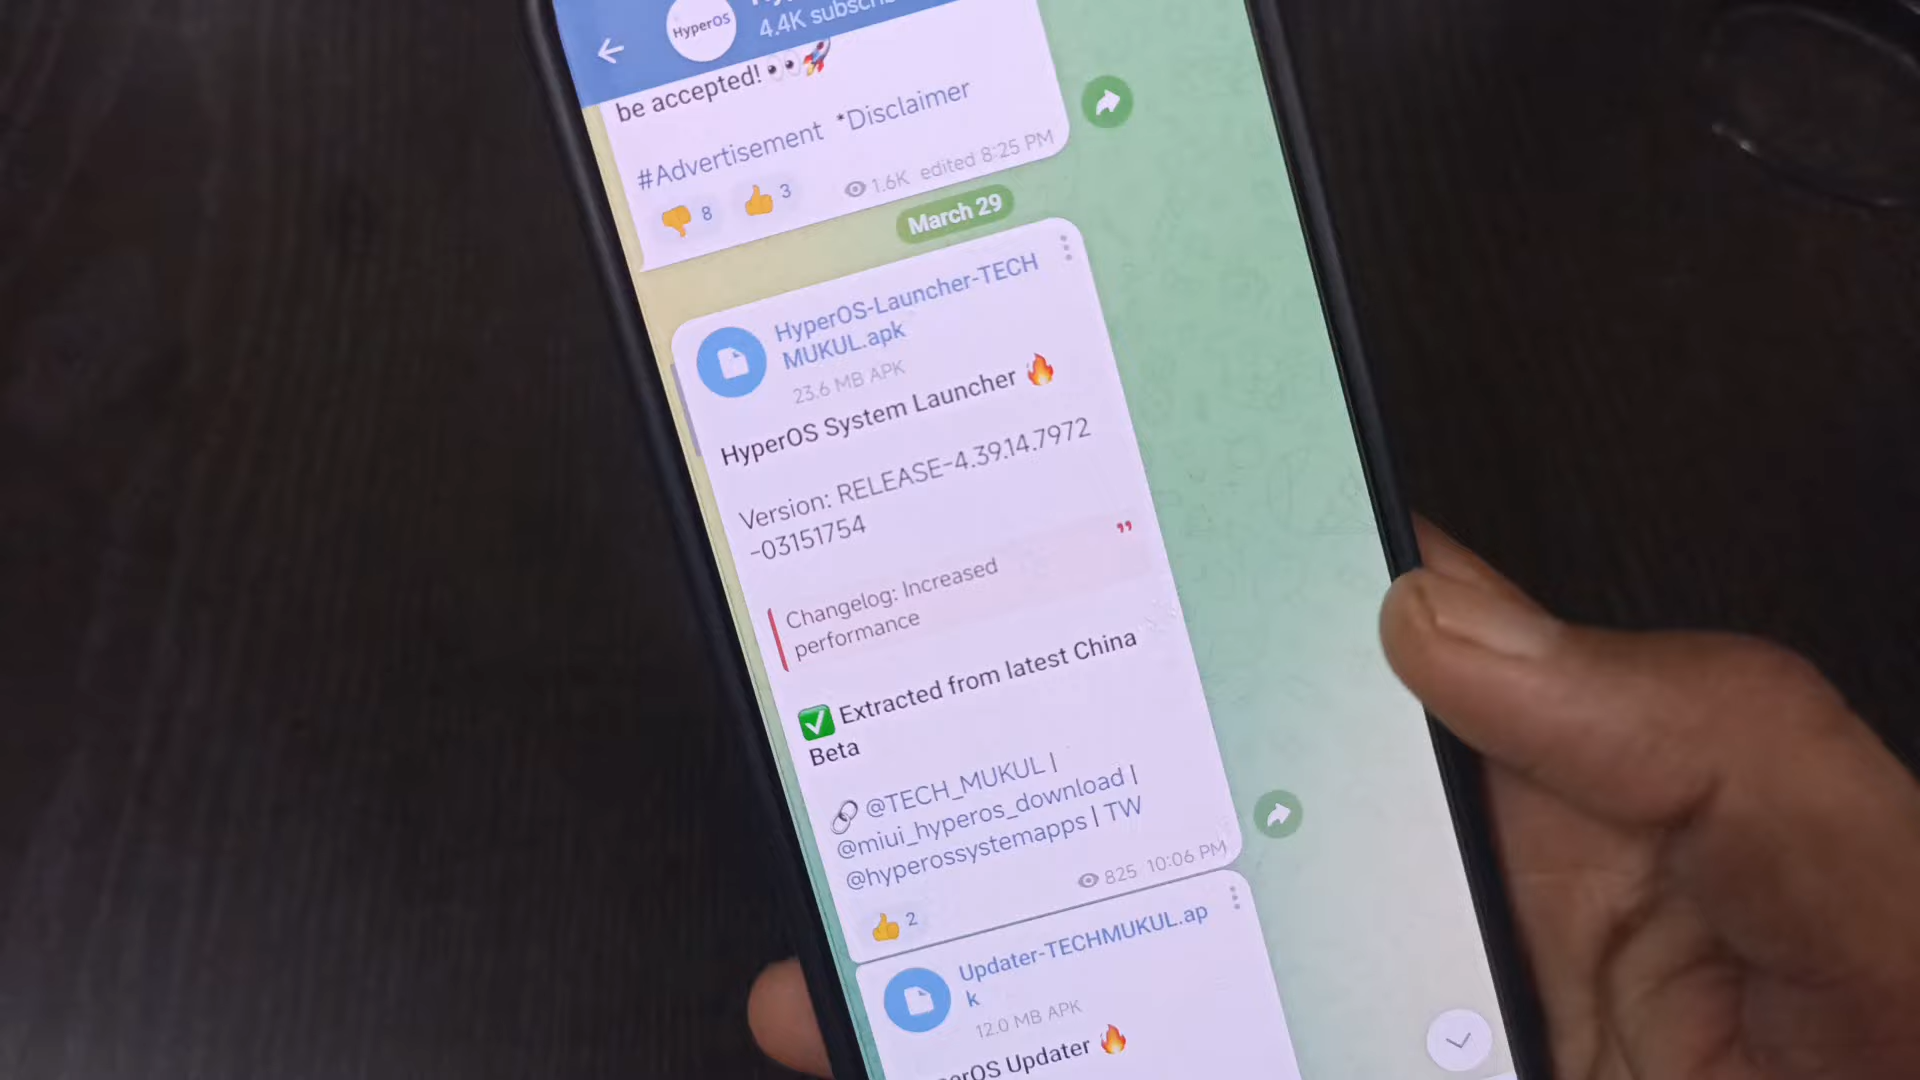 HyperOS
4.4K
be accepted! 👀🚀
#Advertisement *Disclaimer
👎 8 👍 3 1.6K edited 8:25 PM
March 29
HyperOS-Launcher-TECH
MUKUL.apk
23.6 MB APK
HyperOS System Launcher 🔥
Version: RELEASE-4.39.14.7972
-03151754
Changelog: Increased
performance
✅ Extracted from latest China
Beta
🔗 @TECH_MUKUL |
@miui_hyperos_download |
@hyperossystemapps | TW
825 10:06 PM
👍 2
Updater-TECHMUKUL.ap
k
12.0 MB APK
erOS Updater 🔥